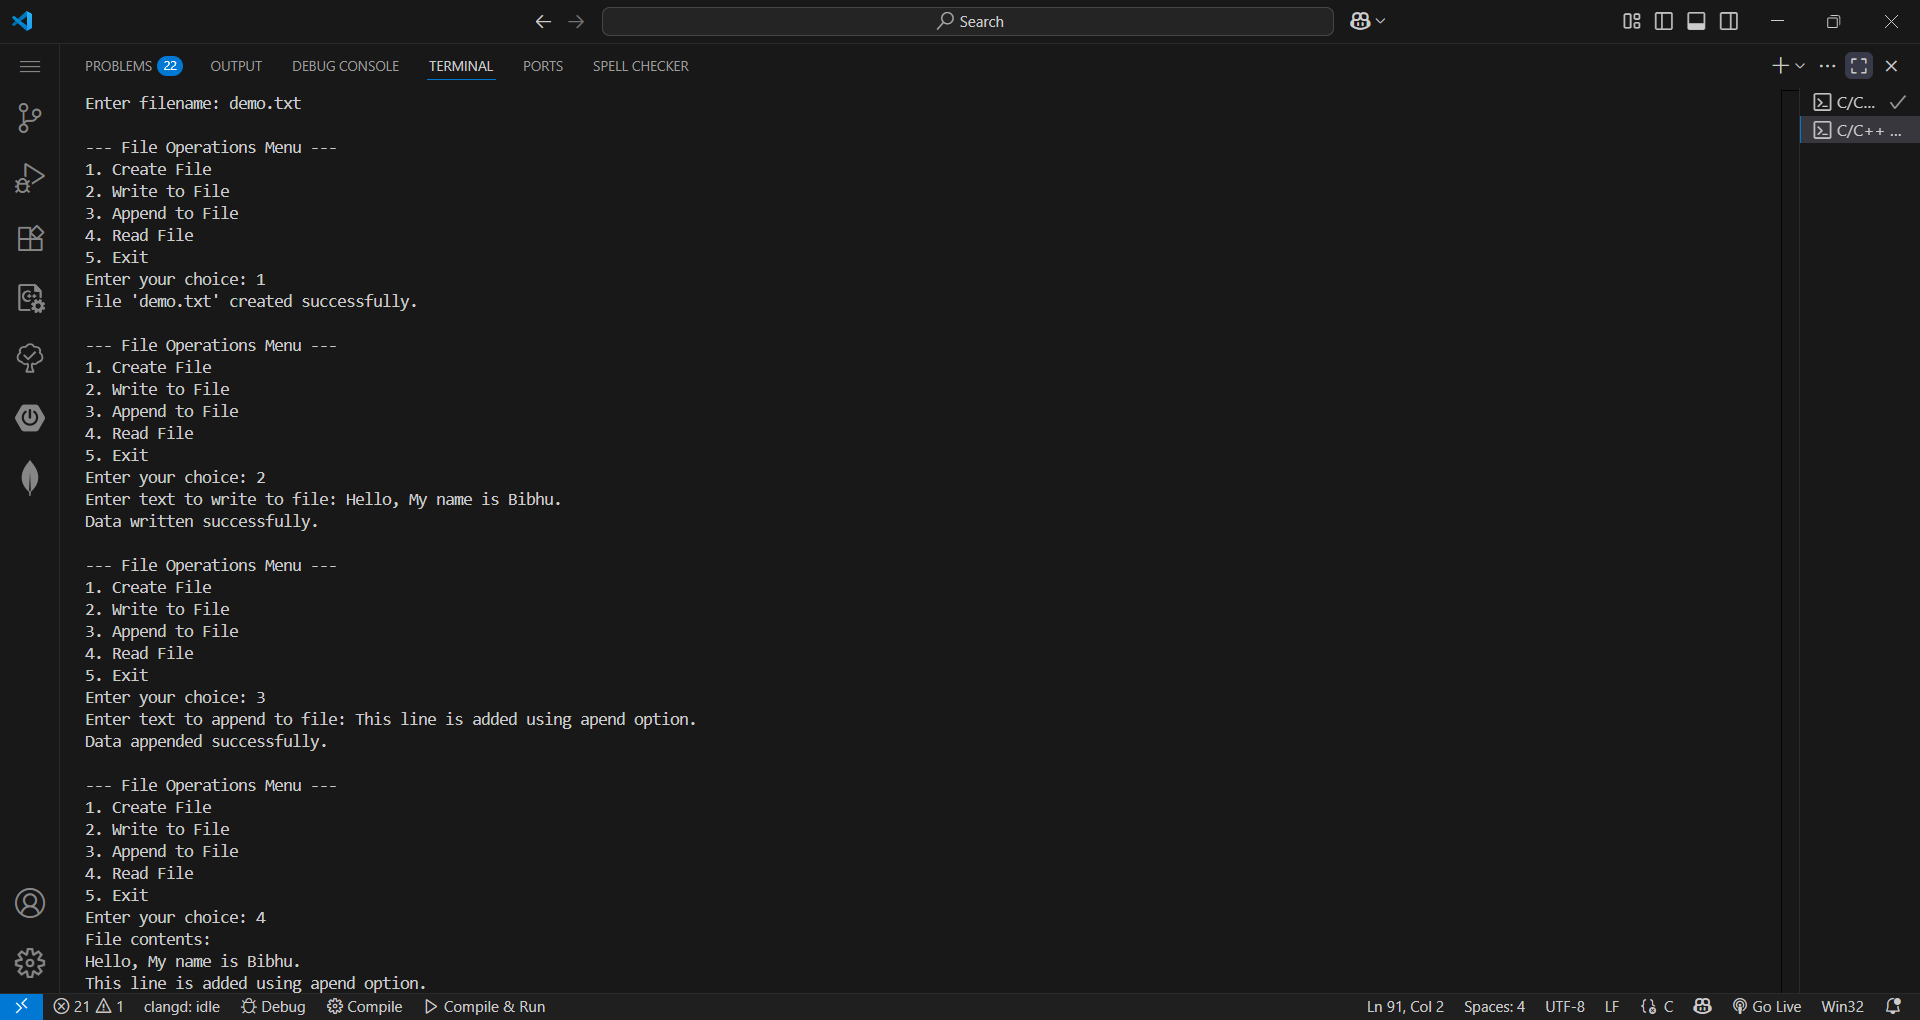 Search
PROBLEMS 22 OUTPUT DEBUG CONSOLE TERMINAL PORTS SPELL CHECKER
C/C...
C/C++ ...
Enter filename: demo.txt

--- File Operations Menu ---
1. Create File
2. Write to File
3. Append to File
4. Read File
5. Exit
Enter your choice: 1
File 'demo.txt' created successfully.

--- File Operations Menu ---
1. Create File
2. Write to File
3. Append to File
4. Read File
5. Exit
Enter your choice: 2
Enter text to write to file: Hello, My name is Bibhu.
Data written successfully.

--- File Operations Menu ---
1. Create File
2. Write to File
3. Append to File
4. Read File
5. Exit
Enter your choice: 3
Enter text to append to file: This line is added using apend option.
Data appended successfully.

--- File Operations Menu ---
1. Create File
2. Write to File
3. Append to File
4. Read File
5. Exit
Enter your choice: 4
File contents:
Hello, My name is Bibhu.
This line is added using apend option.
21 1 clangd: idle Debug Compile Compile & Run Ln 91, Col 2 Spaces: 4 UTF-8 LF C Go Live Win32